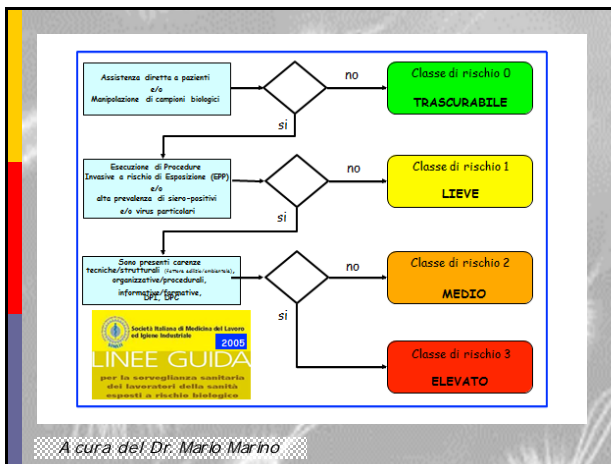 Assistenza diretta a pazienti
e/o
Manipolazione di campioni biologici
no
Classe di rischio 0
TRASCURABILE
si
Esecuzione di Procedure
Invasive a rischio di Esposizione (EPP)
e/o
alta prevalenza di siero-positivi
e/o virus particolari
no
Classe di rischio 1
LIEVE
si
Sono presenti carenze
tecniche/strutturali (fattore edilizio/ambientale),
organizzative/procedurali,
informative/formative,
DPI, DPC
no
Classe di rischio 2
MEDIO
si
Classe di rischio 3
ELEVATO
Società Italiana di Medicina del Lavoro
ed Igiene Industriale
2005
LINEE GUIDA
per la sorveglianza sanitaria
dei lavoratori della sanità
esposti a rischio biologico
A cura del Dr. Mario Marino